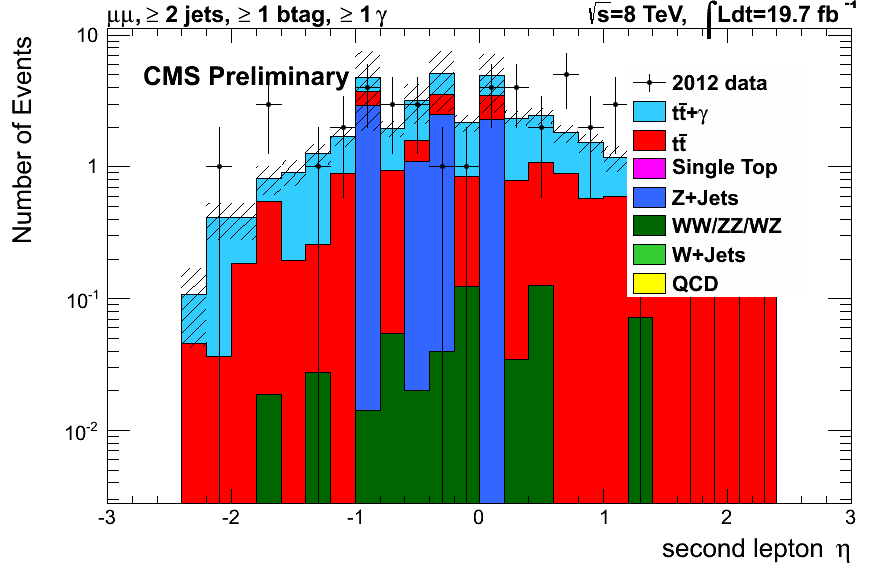 μμ, ≥ 2 jets, ≥ 1 btag, ≥ 1 γ
√s=8 TeV, ∫Ldt=19.7 fb⁻¹
CMS Preliminary
Number of Events
10
1
10⁻¹
10⁻²
2012 data
tt̄+γ
tt̄
Single Top
Z+Jets
WW/ZZ/WZ
W+Jets
QCD
-3 -2 -1 0 1 2 3
second lepton η